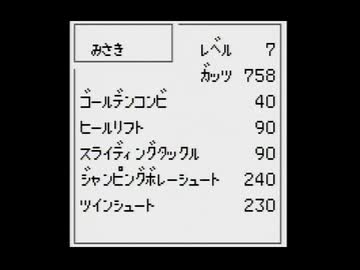 みさき レベル 7
ガッツ 758
ゴールデンコンビ 40
ヒールリフト 90
スライディングタックル 90
ジャンピングボレーシュート 240
ツインシュート 230